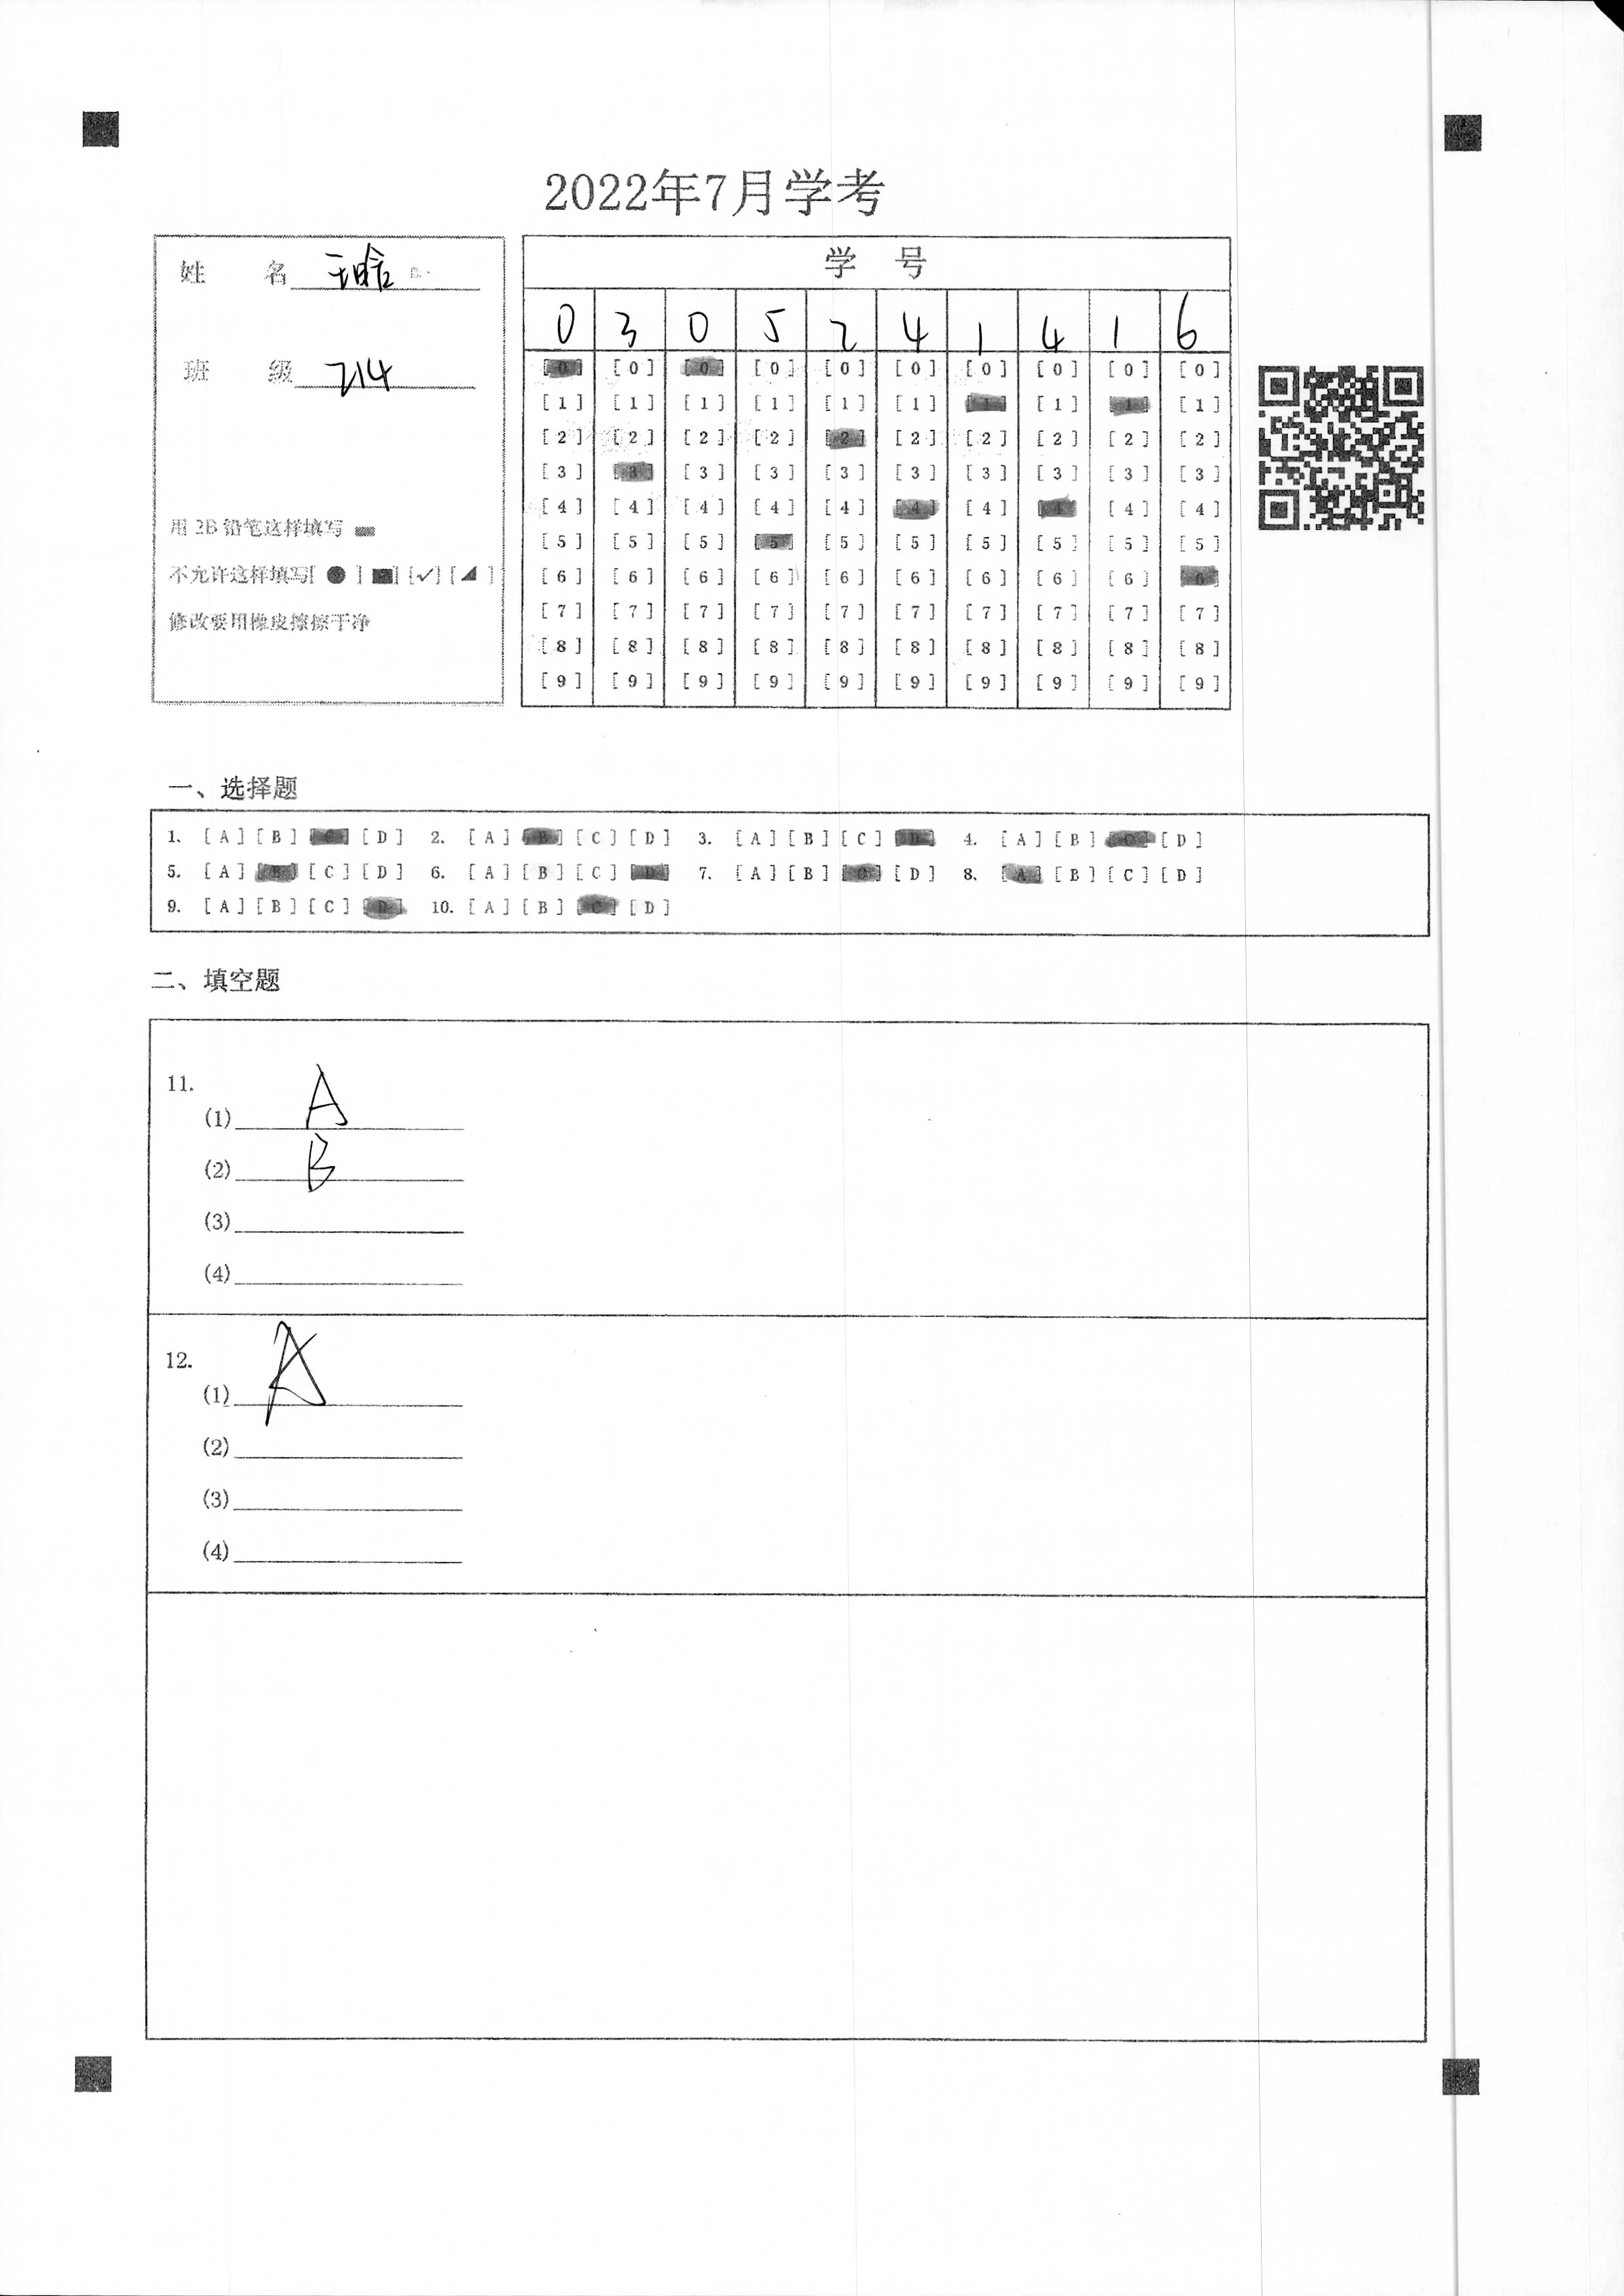 2022年7月学考
姓 名 王晗
班 级 214
用 2B 铅笔这样填写
不允许这样填写[ ● ] [■] [✓] [◢ ]
修改要用橡皮擦擦干净
学 号
0 3 0 5 2 4 1 4 1 6
[0] [0] [0] [0] [0] [0] [0] [0] [0] [0]
[1] [1] [1] [1] [1] [1] [1] [1] [1] [1]
[2] [2] [2] [2] [2] [2] [2] [2] [2] [2]
[3] [3] [3] [3] [3] [3] [3] [3] [3] [3]
[4] [4] [4] [4] [4] [4] [4] [4] [4] [4]
[5] [5] [5] [5] [5] [5] [5] [5] [5] [5]
[6] [6] [6] [6] [6] [6] [6] [6] [6] [6]
[7] [7] [7] [7] [7] [7] [7] [7] [7] [7]
[8] [8] [8] [8] [8] [8] [8] [8] [8] [8]
[9] [9] [9] [9] [9] [9] [9] [9] [9] [9]
一、选择题
1. [A] [B] [C] [D] 2. [A] [B] [C] [D] 3. [A] [B] [C] [D] 4. [A] [B] [C] [D]
5. [A] [B] [C] [D] 6. [A] [B] [C] [D] 7. [A] [B] [C] [D] 8. [A] [B] [C] [D]
9. [A] [B] [C] [D] 10. [A] [B] [C] [D]
二、填空题
11.
(1) A
(2) B
(3)
(4)
12.
(1) A
(2)
(3)
(4)